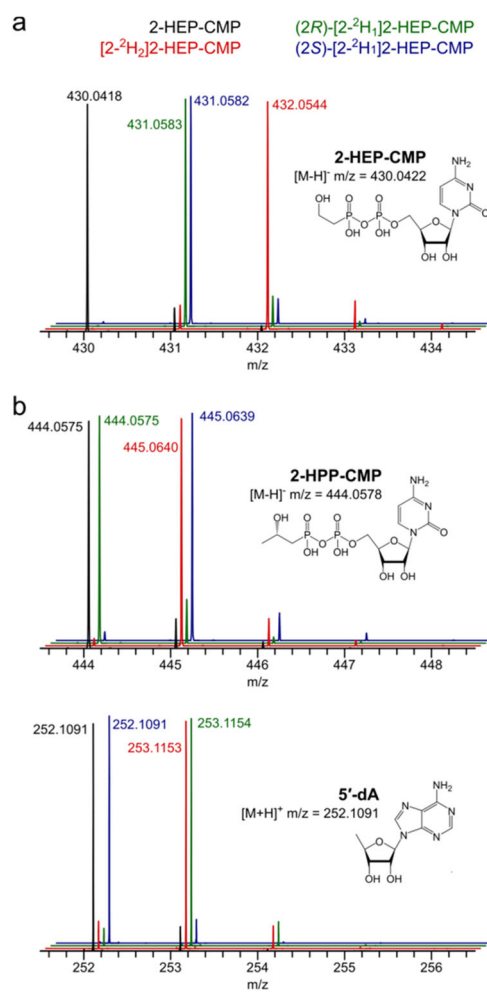 a
2-HEP-CMP (2R)-[2-²H₁]2-HEP-CMP
[2-²H₂]2-HEP-CMP (2S)-[2-²H₁]2-HEP-CMP
430.0418 431.0582 432.0544
431.0583
2-HEP-CMP
[M-H]⁻ m/z = 430.0422
NH₂
OH O O N
P O P O N O
OH OH O
OH OH
430 431 432 433 434
m/z
b
444.0575 444.0575 445.0639
445.0640
2-HPP-CMP
[M-H]⁻ m/z = 444.0578
NH₂
OH O O N
P O P O N O
OH OH O
OH OH
444 445 446 447 448
m/z
252.1091 252.1091 253.1154
253.1153
5′-dA
[M+H]⁺ m/z = 252.1091
NH₂
N N
N N
O
OH OH
252 253 254 255 256
m/z